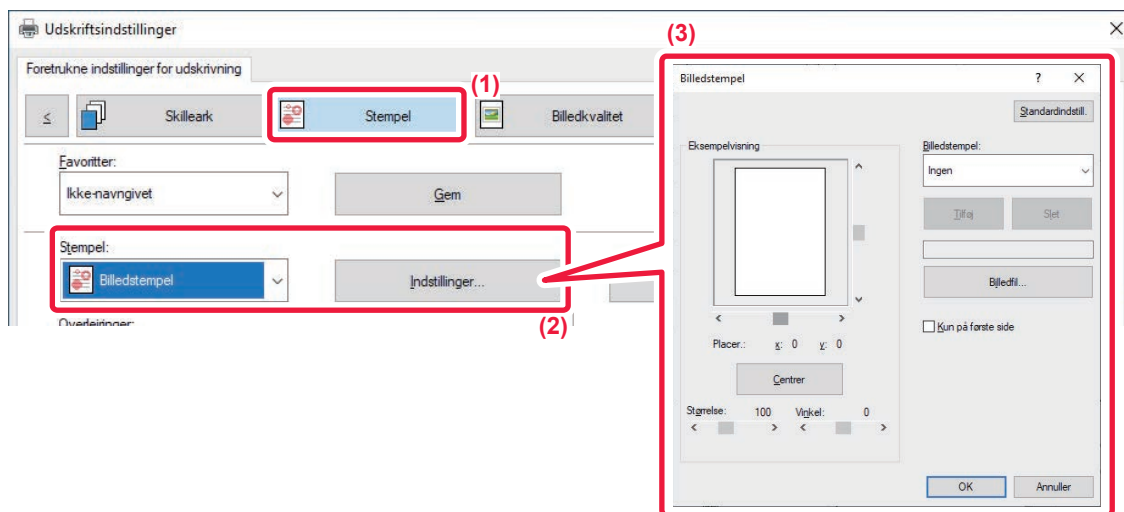 Udskriftsindstillinger
Foretrukne indstillinger for udskrivning
(1)
≤ Skilleark Stempel Billedkvalitet
Favoritter:
Ikke-navngivet Gem
Stempel:
Billedstempel Indstillinger...
(2)
Overlejringer:
(3)
Billedstempel ? ×
Standardindstill.
Eksempelvisning
Billedstempel:
Ingen
Tilføj Slet
Billedfil...
Kun på første side
Placer.: x: 0 y: 0
Centrer
Størrelse: 100 Vinkel: 0
OK Annuller